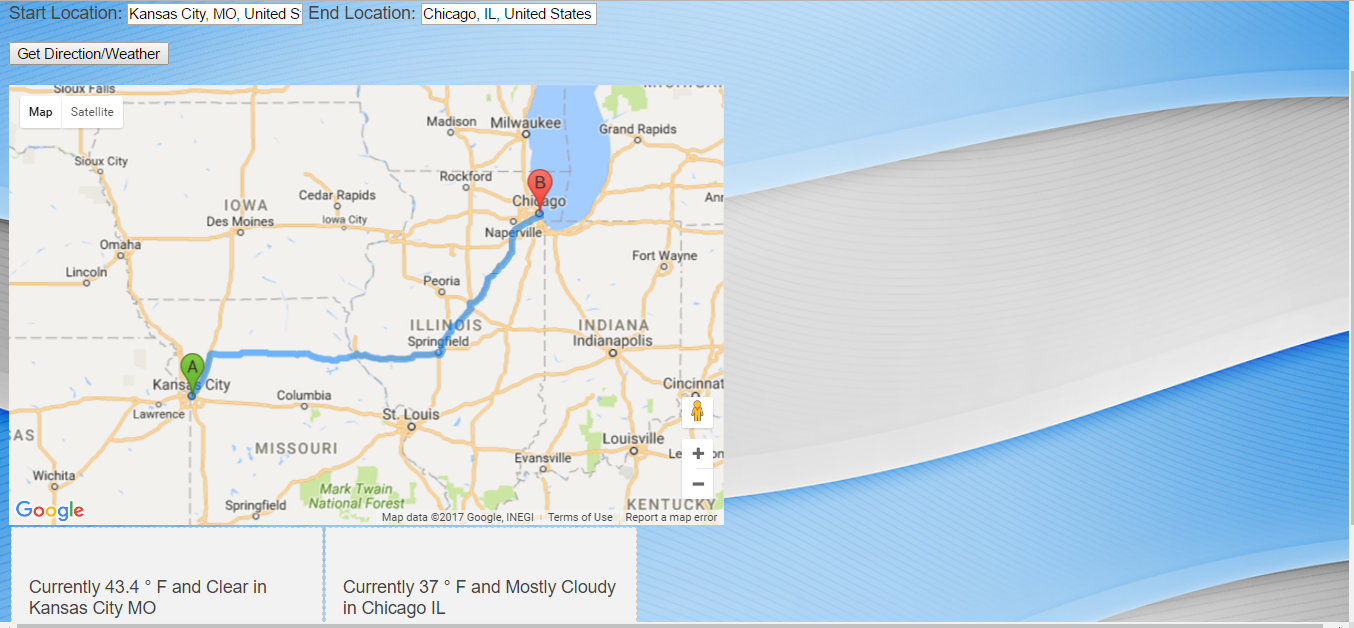 Start Location: Kansas City, MO, United S End Location: Chicago, IL, United States
Get Direction/Weather
Sioux Falls
Map Satellite
Madison
Milwaukee
Grand Rapids
Sioux City
Rockford
B
Cedar Rapids
Chicago
Ann
IOWA
Des Moines
Iowa City
Naperville
Omaha
Fort Wayne
Lincoln
Peoria
ILLINOIS
INDIANA
Springfield
Indianapolis
A
Kansas City
Cincinnat
Columbia
Lawrence
St. Louis
SAS
Louisville
MISSOURI
Evansville
Wichita
Mark Twain
National Forest
Springfield
KENTUCKY
Google
Map data ©2017 Google, INEGI Terms of Use Report a map error
Currently 43.4 ° F and Clear in
Kansas City MO
Currently 37 ° F and Mostly Cloudy
in Chicago IL